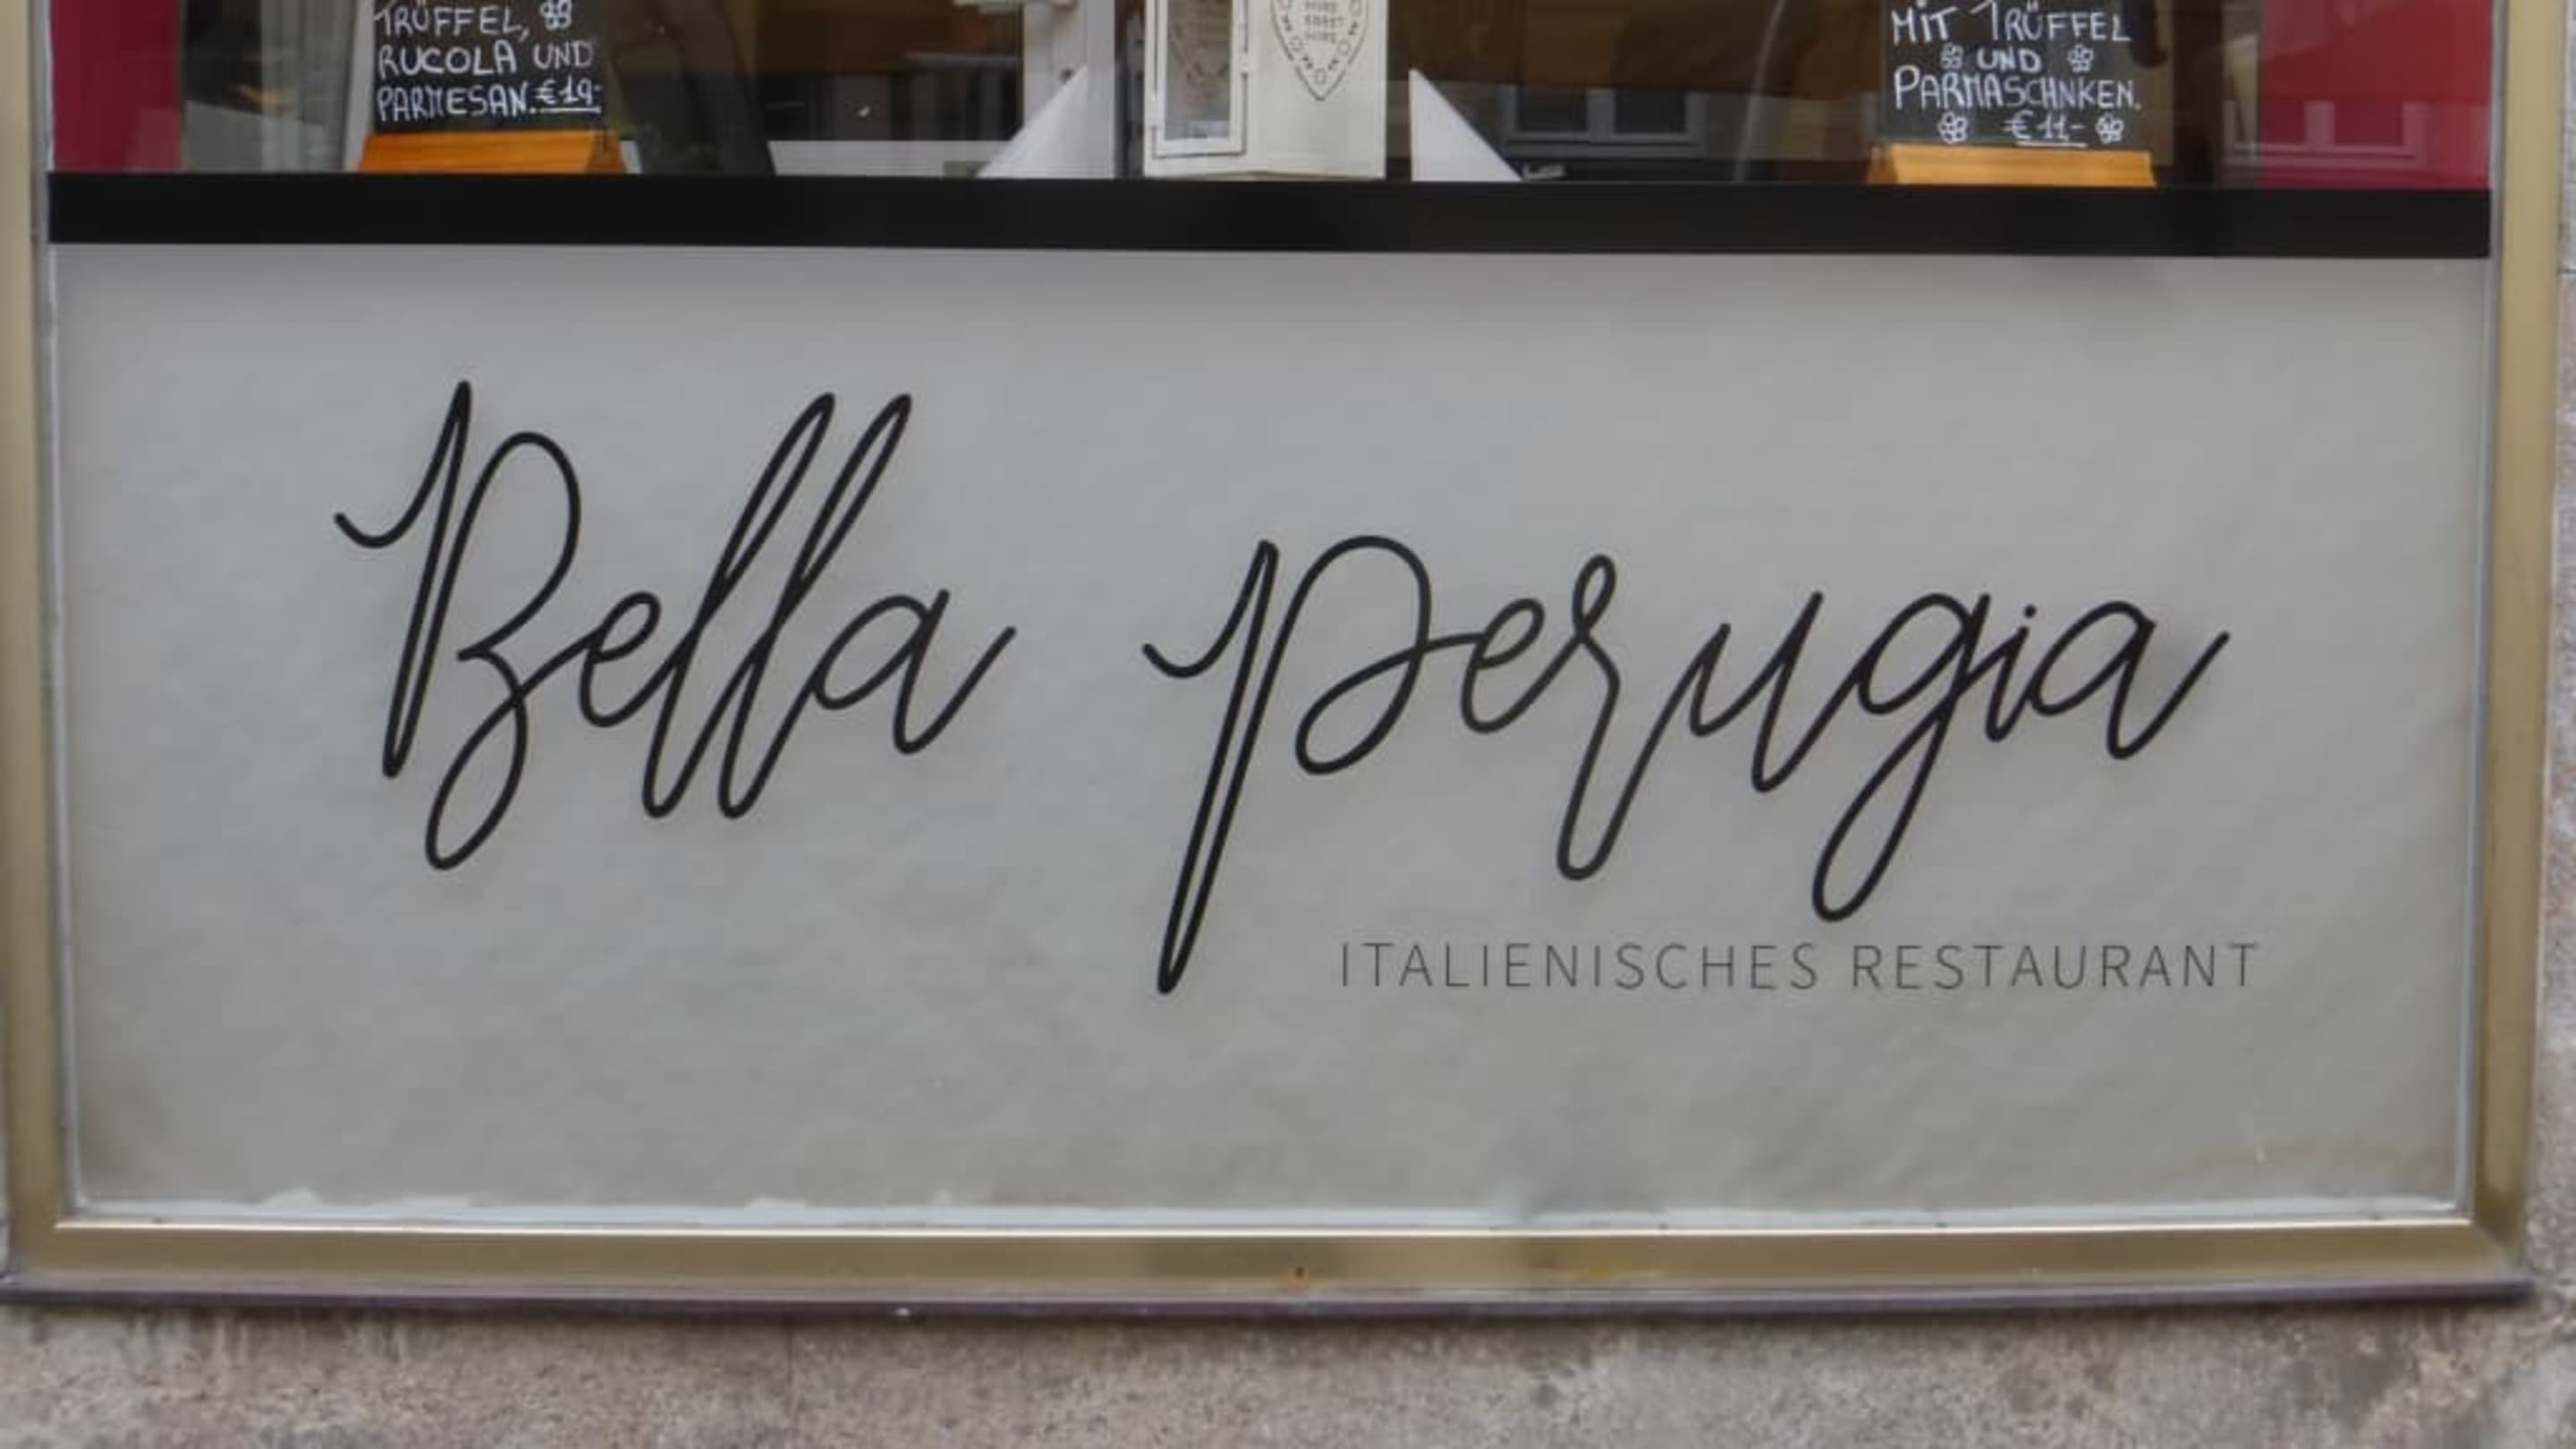 TRÜFFEL,
RUCOLA UND
PARMESAN. €19-
MIT TRÜFFEL
UND
PARMASCHNKEN.
€ 11-
Bella Perugia
ITALIENISCHES RESTAURANT